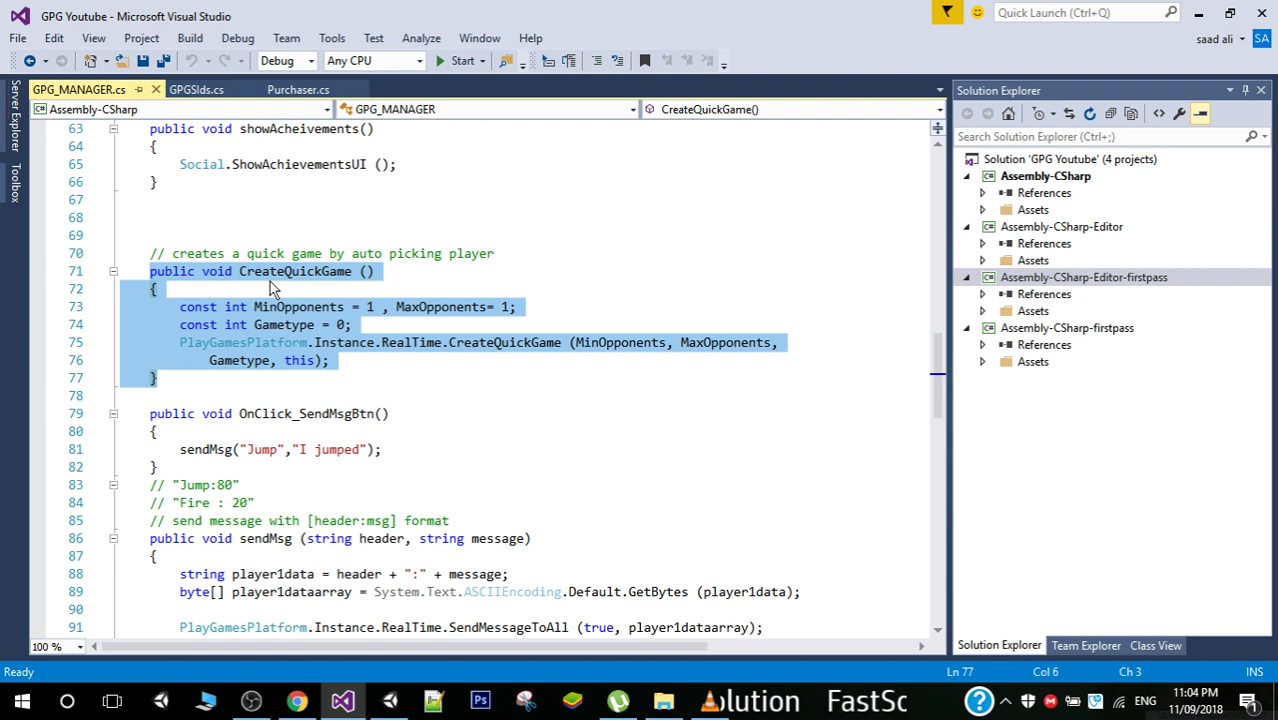 GPG Youtube - Microsoft Visual Studio
Quick Launch (Ctrl+Q)
File Edit View Project Build Debug Team Tools Test Analyze Window Help
saad ali SA
Debug Any CPU Start
Server Explorer
Toolbox
GPG_MANAGER.cs GPGSIds.cs Purchaser.cs
Assembly-CSharp GPG_MANAGER CreateQuickGame()
63 public void showAcheivements()
64 {
65 Social.ShowAchievementsUI ();
66 }
67
68
69
70 // creates a quick game by auto picking player
71 public void CreateQuickGame ()
72 {
73 const int MinOpponents = 1 , MaxOpponents= 1;
74 const int Gametype = 0;
75 PlayGamesPlatform.Instance.RealTime.CreateQuickGame (MinOpponents, MaxOpponents,
76 Gametype, this);
77 }
78
79 public void OnClick_SendMsgBtn()
80 {
81 sendMsg("Jump","I jumped");
82 }
83 // "Jump:80"
84 // "Fire : 20"
85 // send message with [header:msg] format
86 public void sendMsg (string header, string message)
87 {
88 string player1data = header + ":" + message;
89 byte[] player1dataarray = System.Text.ASCIIEncoding.Default.GetBytes (player1data);
90
91 PlayGamesPlatform.Instance.RealTime.SendMessageToAll (true, player1dataarray);
100 %
Solution Explorer
Search Solution Explorer (Ctrl+;)
Solution 'GPG Youtube' (4 projects)
Assembly-CSharp
References
Assets
Assembly-CSharp-Editor
References
Assets
Assembly-CSharp-Editor-firstpass
References
Assets
Assembly-CSharp-firstpass
References
Assets
Solution Explorer Team Explorer Class View
Ready Ln 77 Col 6 Ch 3 INS
olution FastSc
ENG
11:04 PM
11/09/2018